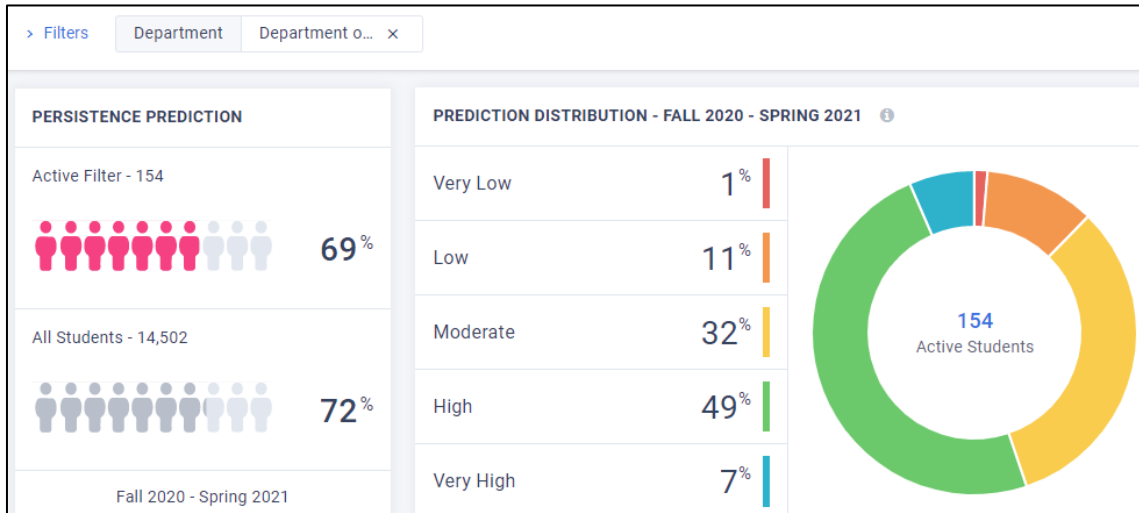 > Filters Department Department o... ×
PERSISTENCE PREDICTION
Active Filter - 154
69%
All Students - 14,502
72%
Fall 2020 - Spring 2021
PREDICTION DISTRIBUTION - FALL 2020 - SPRING 2021
Very Low 1%
Low 11%
Moderate 32%
High 49%
Very High 7%
154
Active Students